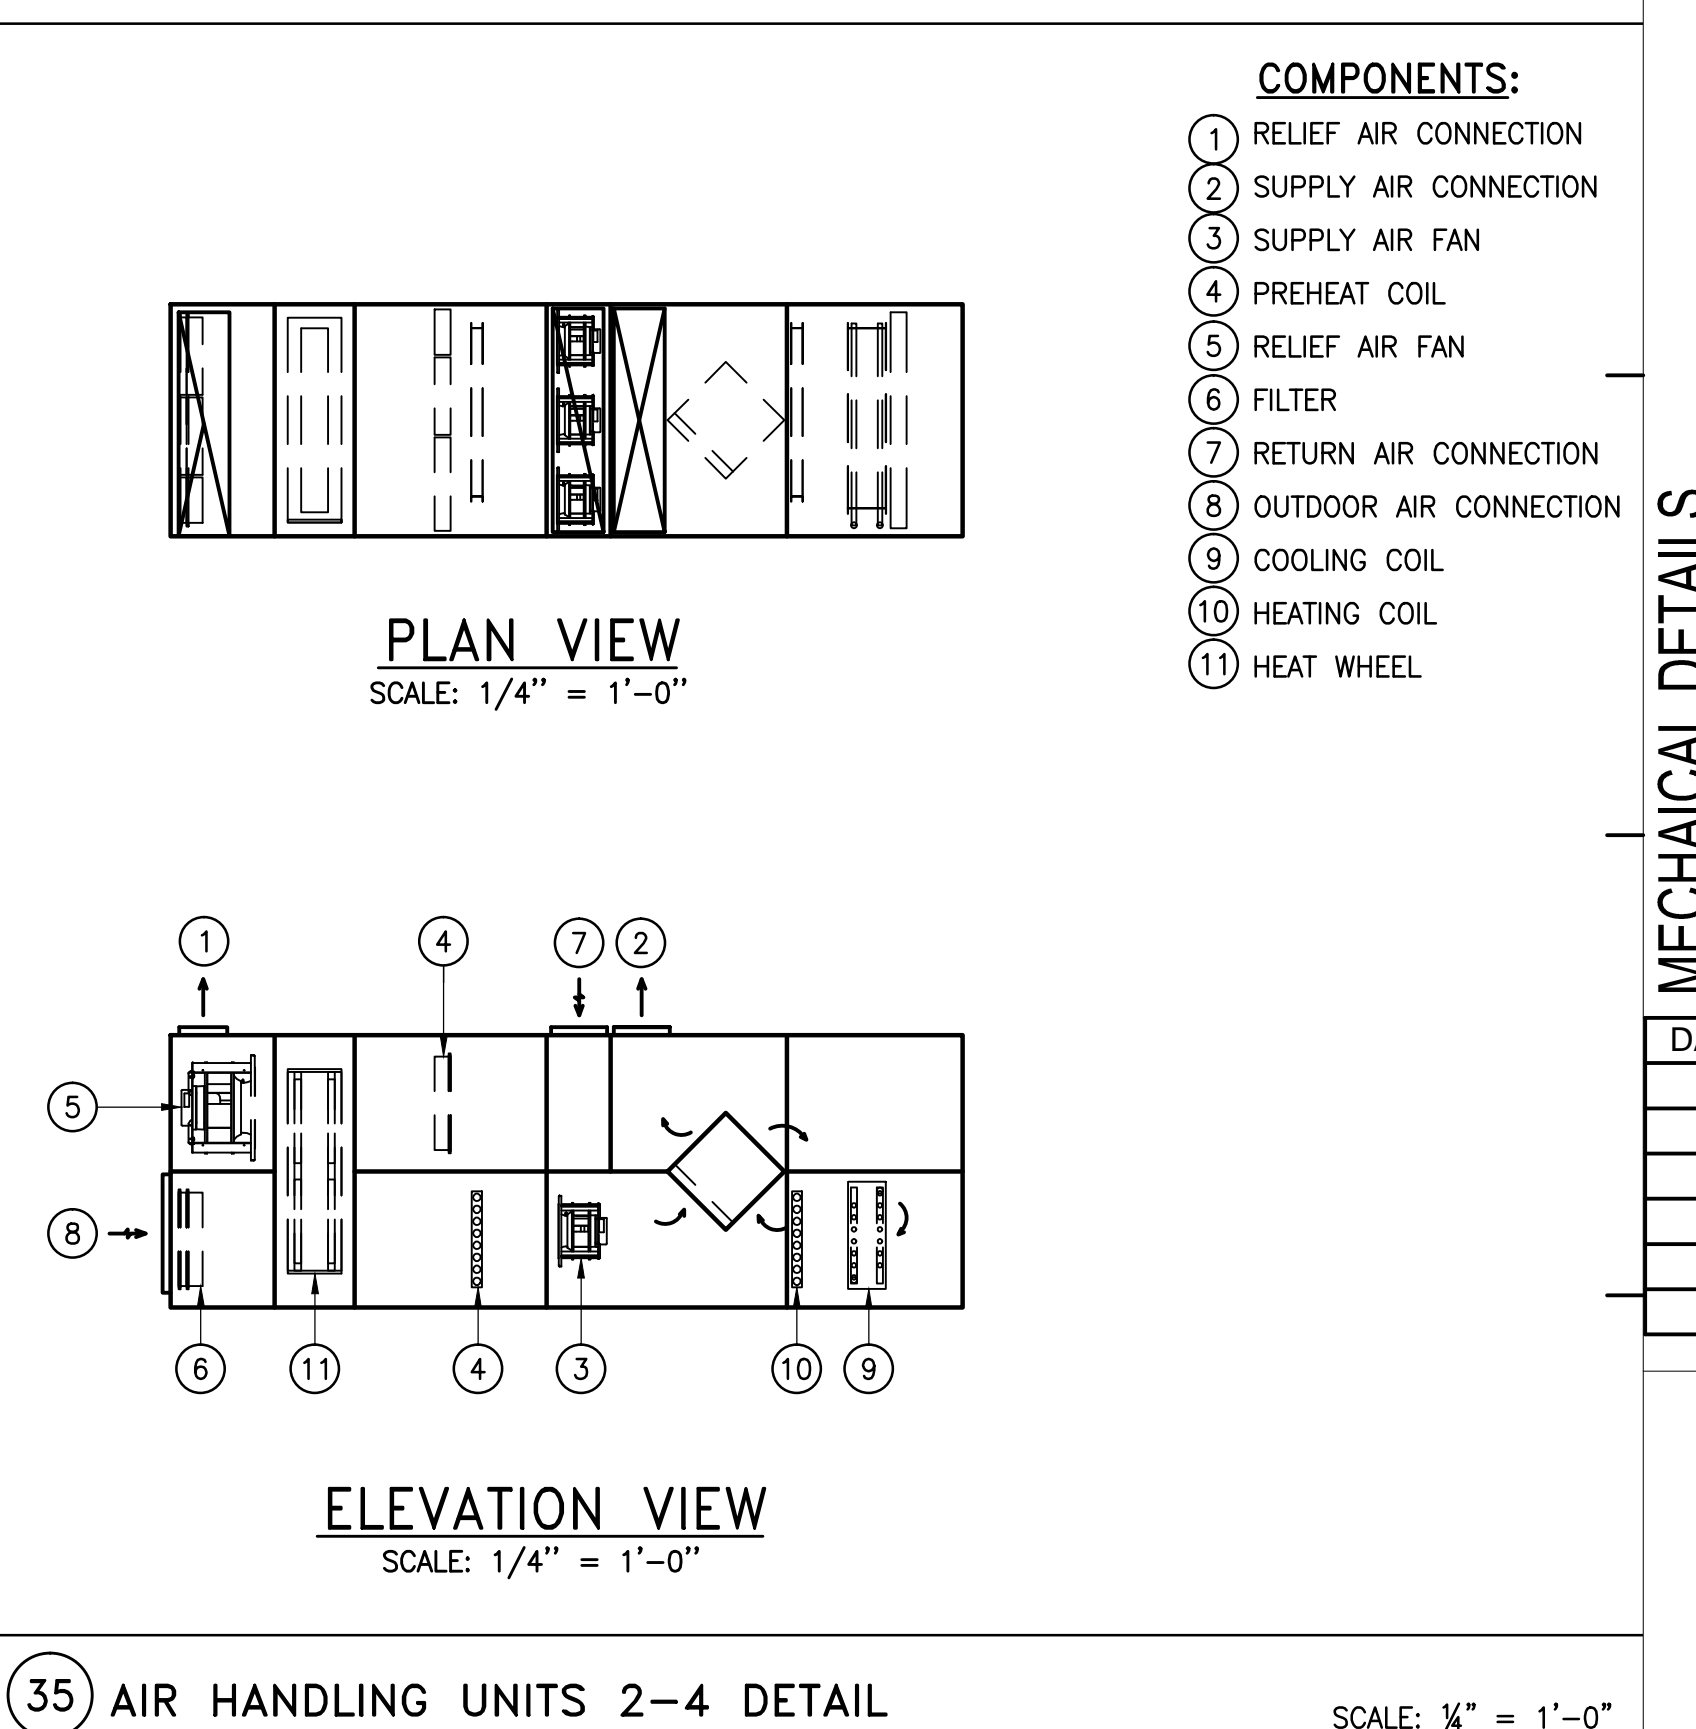 COMPONENTS:
1 RELIEF AIR CONNECTION
2 SUPPLY AIR CONNECTION
3 SUPPLY AIR FAN
4 PREHEAT COIL
5 RELIEF AIR FAN
6 FILTER
7 RETURN AIR CONNECTION
8 OUTDOOR AIR CONNECTION
9 COOLING COIL
10 HEATING COIL
11 HEAT WHEEL
PLAN VIEW
SCALE: 1/4" = 1'-0"
1 4 7 2
5
8
6 11 4 3 10 9
ELEVATION VIEW
SCALE: 1/4" = 1'-0"
35 AIR HANDLING UNITS 2-4 DETAIL
SCALE: ¼" = 1'-0"
MECHAICAL DETAILS